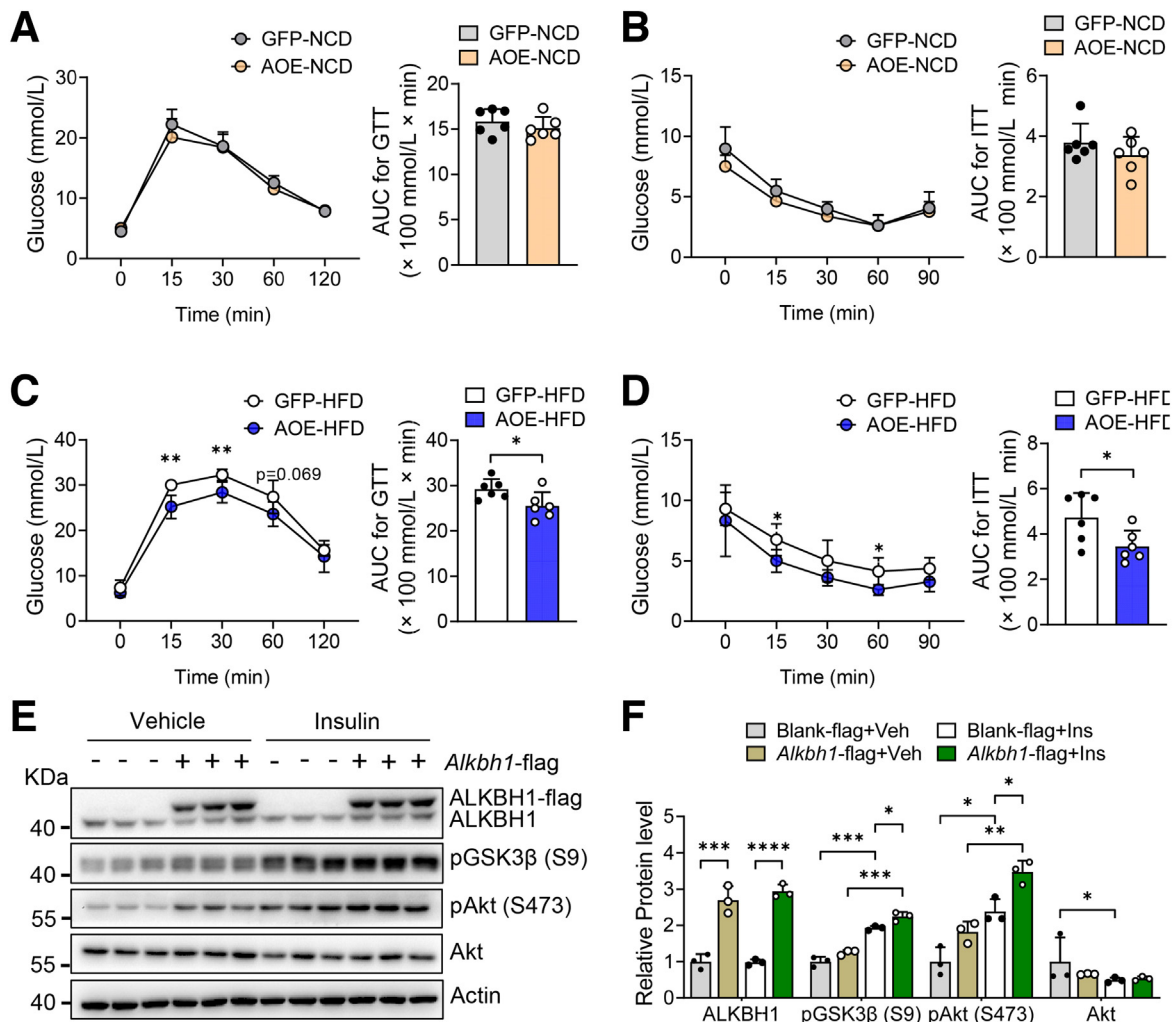 A
GFP-NCD
AOE-NCD
Glucose (mmol/L)
30
20
10
0
0 15 30 60 120
Time (min)
GFP-NCD
AOE-NCD
AUC for GTT
(× 100 mmol/L × min)
20
15
10
5
0
B
GFP-NCD
AOE-NCD
Glucose (mmol/L)
15
10
5
0
0 15 30 60 90
Time (min)
GFP-NCD
AOE-NCD
AUC for ITT
(× 100 mmol/L min)
6
4
2
0
C
GFP-HFD
AOE-HFD
Glucose (mmol/L)
40
30
20
10
0
** ** p=0.069
0 15 30 60 120
Time (min)
GFP-HFD
AOE-HFD
AUC for GTT
(× 100 mmol/L × min)
40
30
20
10
0
*
D
GFP-HFD
AOE-HFD
Glucose (mmol/L)
15
10
5
0
* *
0 15 30 60 90
Time (min)
GFP-HFD
AOE-HFD
AUC for ITT
(× 100 mmol/L min)
8
6
4
2
0
*
E
Vehicle Insulin
- - - + + + - - - + + + Alkbh1-flag
KDa
ALKBH1-flag
40 ALKBH1
40 pGSK3β (S9)
55 pAkt (S473)
55 Akt
40 Actin
F
Blank-flag+Veh Blank-flag+Ins
Alkbh1-flag+Veh Alkbh1-flag+Ins
Relative Protein level
5
4
3
2
1
0
*** **** *** * *** * * ** *
ALKBH1 pGSK3β (S9) pAkt (S473) Akt